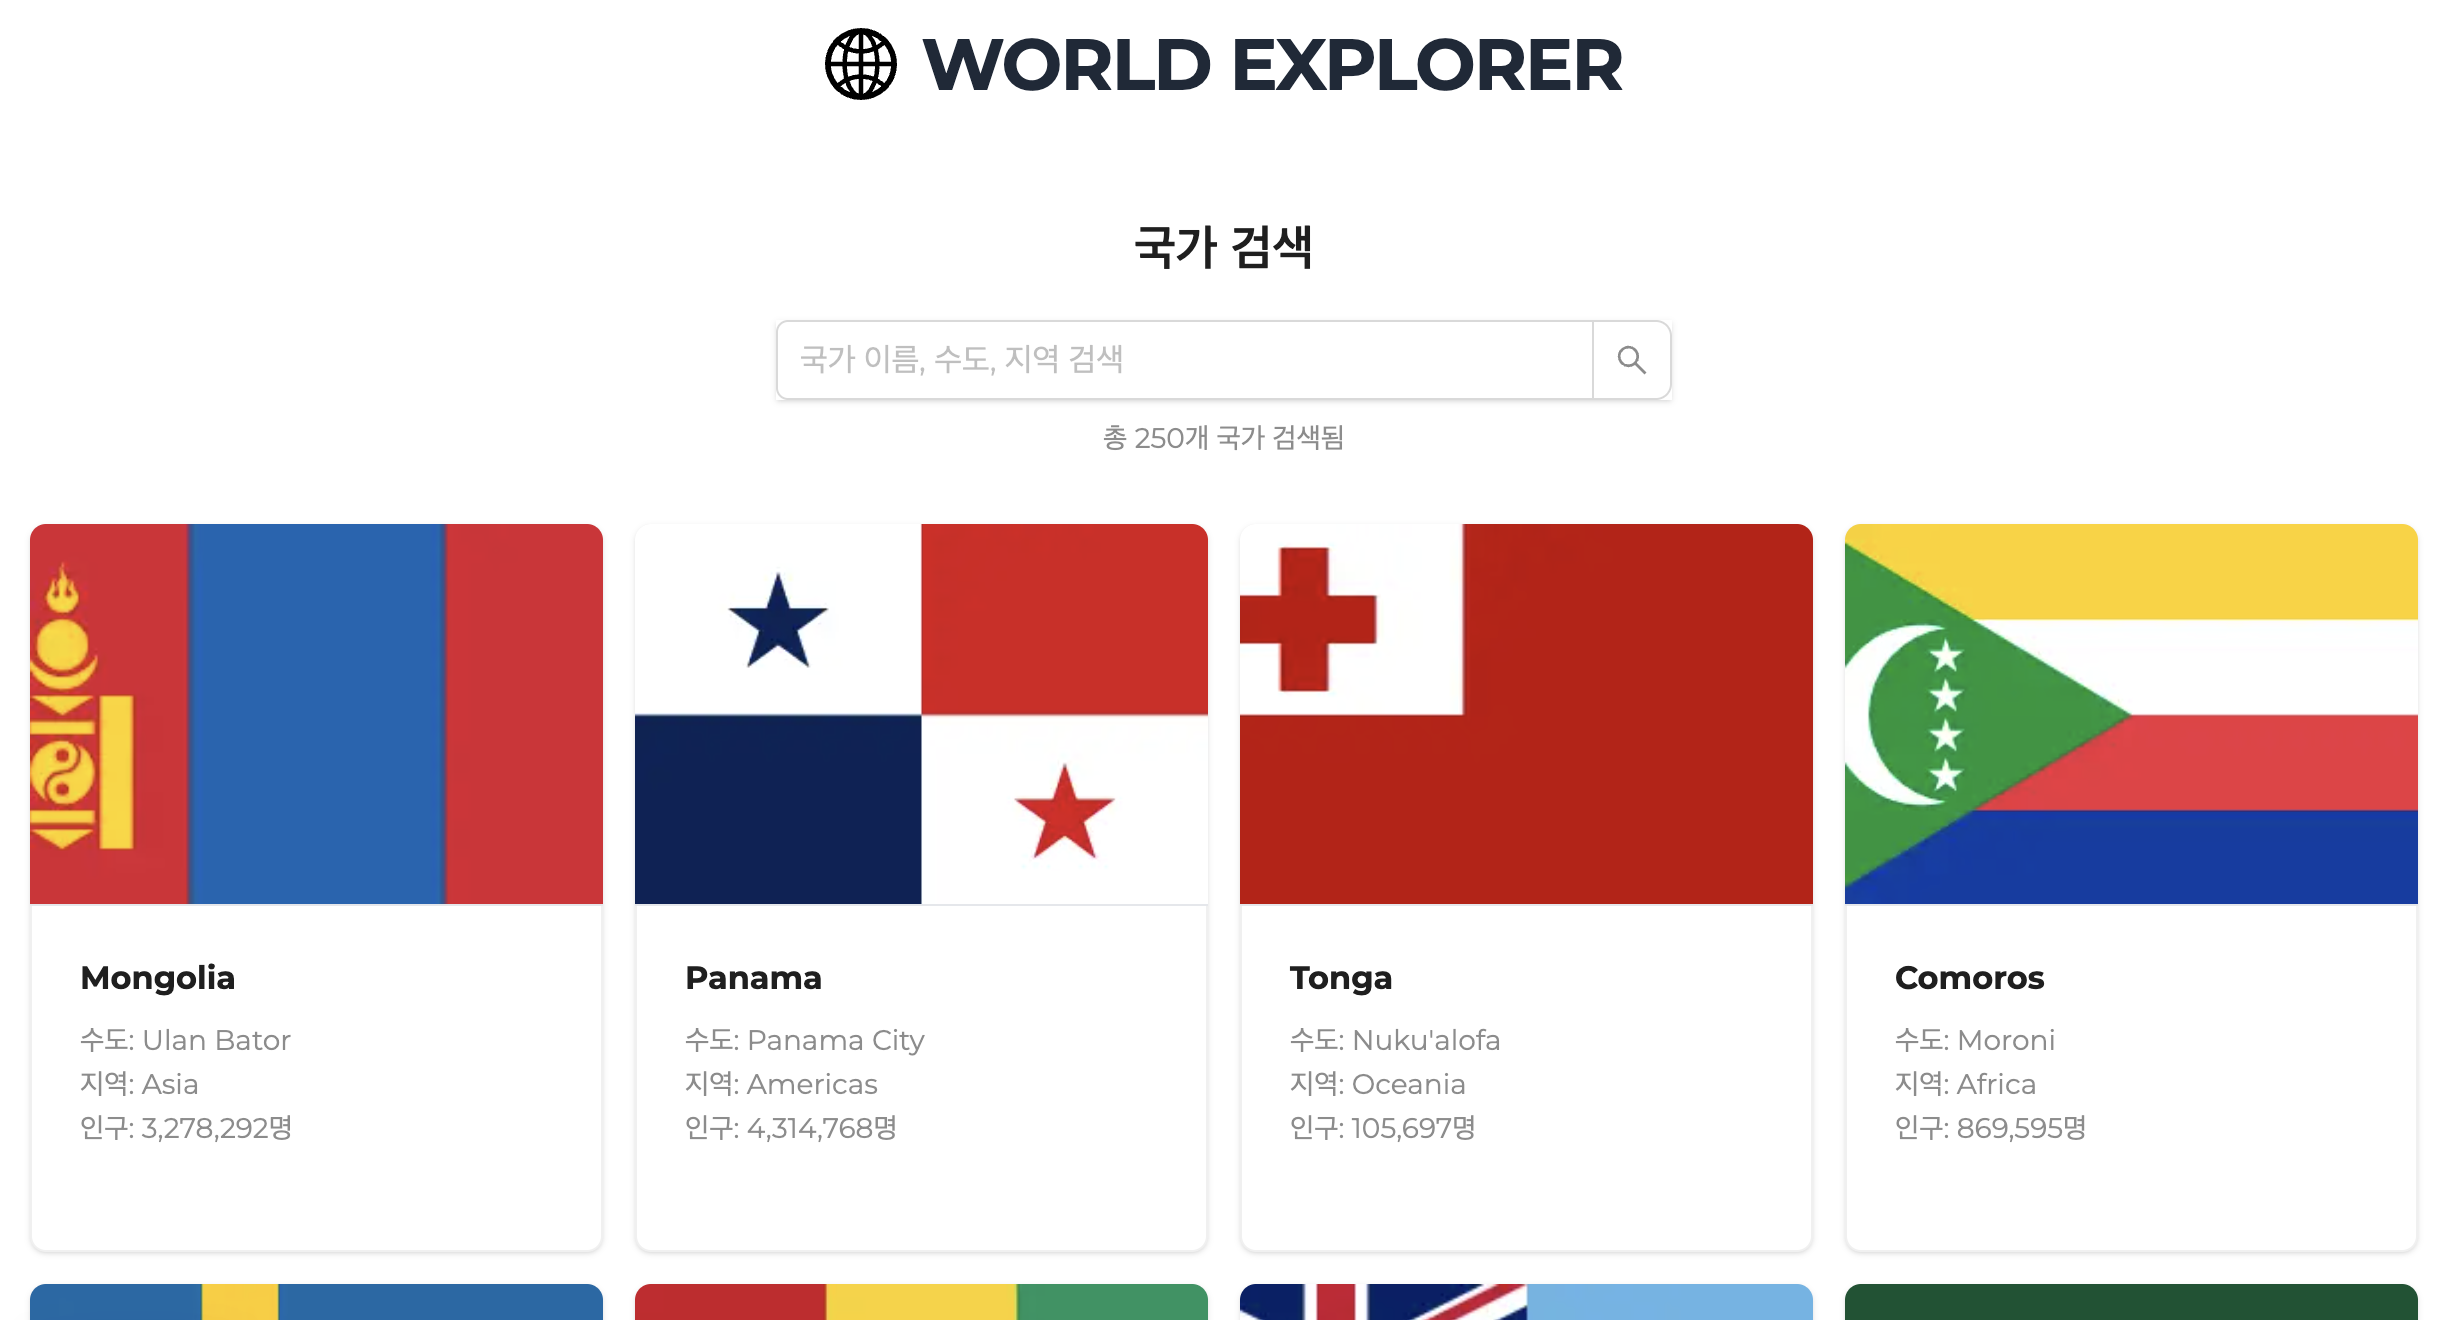 WORLD EXPLORER
국가 검색
국가 이름, 수도, 지역 검색
총 250개 국가 검색됨
Mongolia
수도: Ulan Bator
지역: Asia
인구: 3,278,292명
Panama
수도: Panama City
지역: Americas
인구: 4,314,768명
Tonga
수도: Nuku'alofa
지역: Oceania
인구: 105,697명
Comoros
수도: Moroni
지역: Africa
인구: 869,595명